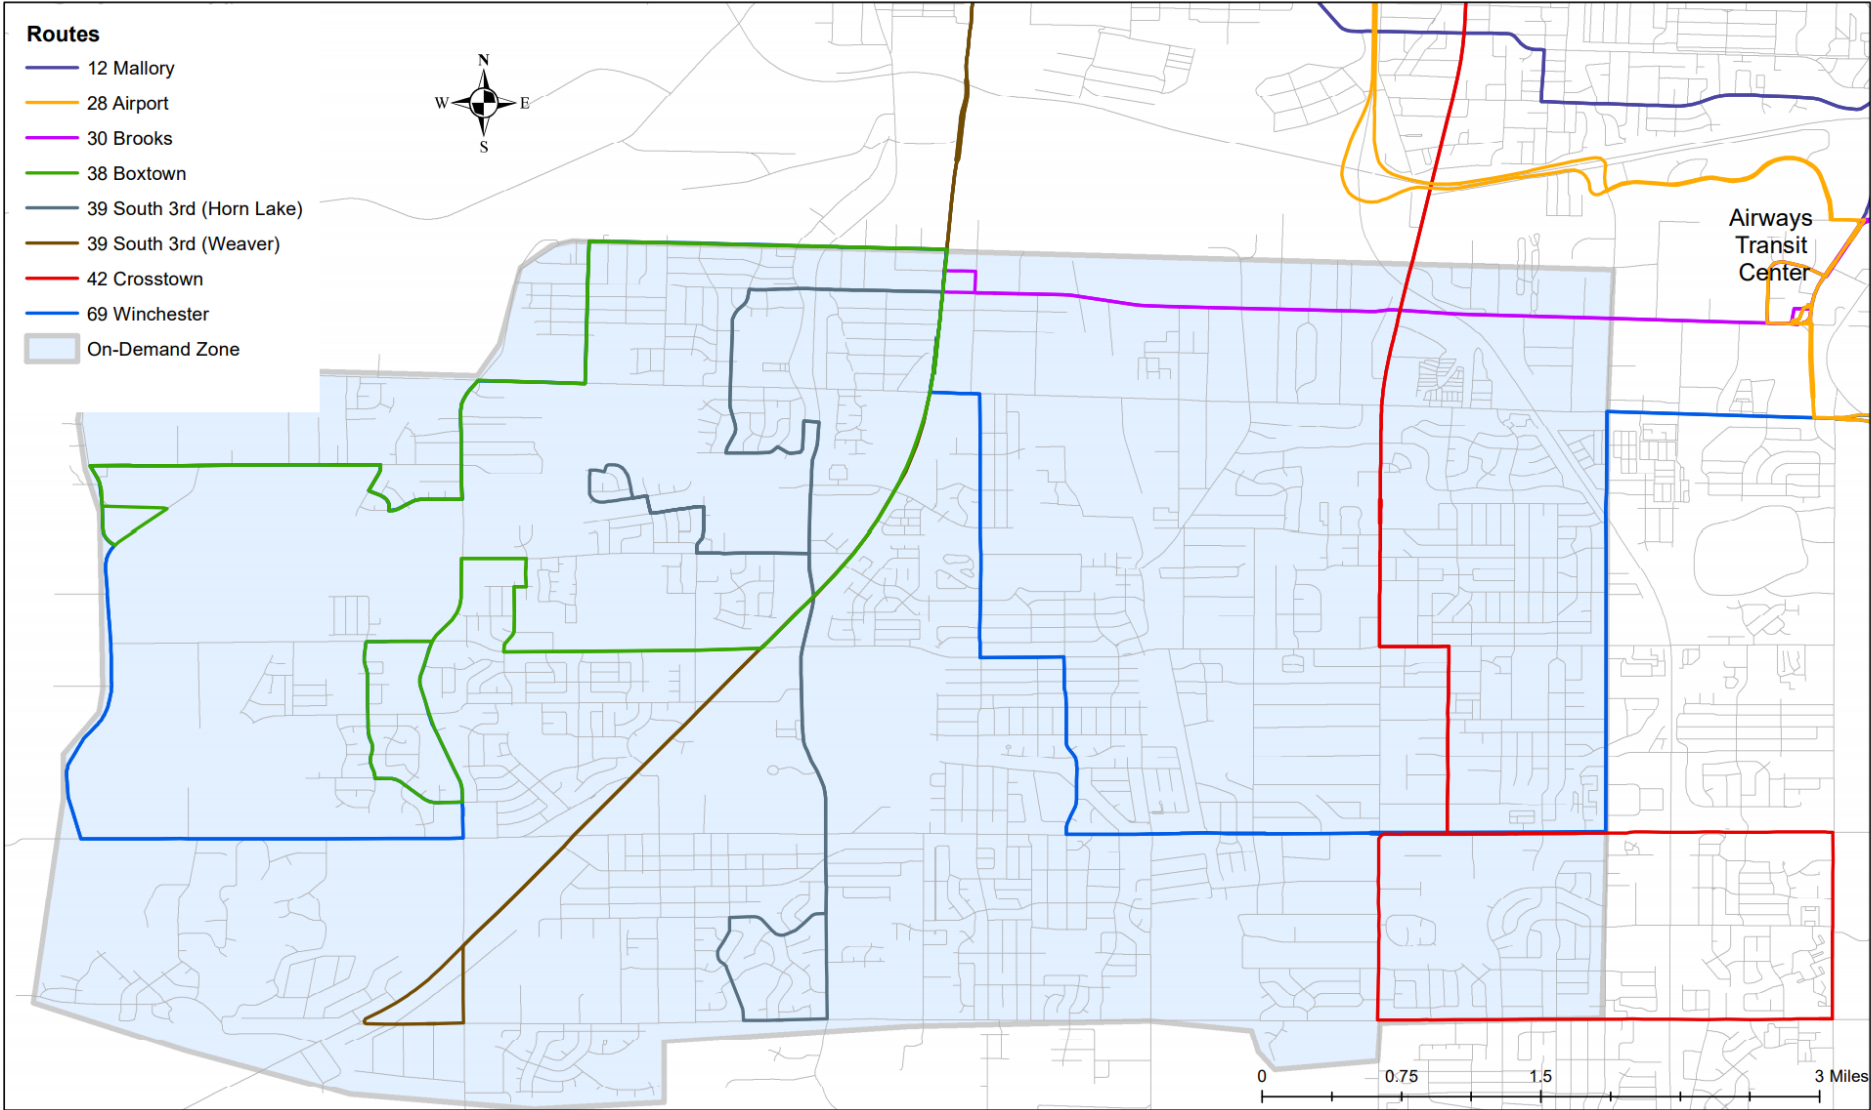 Routes
12 Mallory
28 Airport
30 Brooks
38 Boxtown
39 South 3rd (Horn Lake)
39 South 3rd (Weaver)
42 Crosstown
69 Winchester
On-Demand Zone
N
W E
S
Airways
Transit
Center
0 0.75 1.5 3 Miles